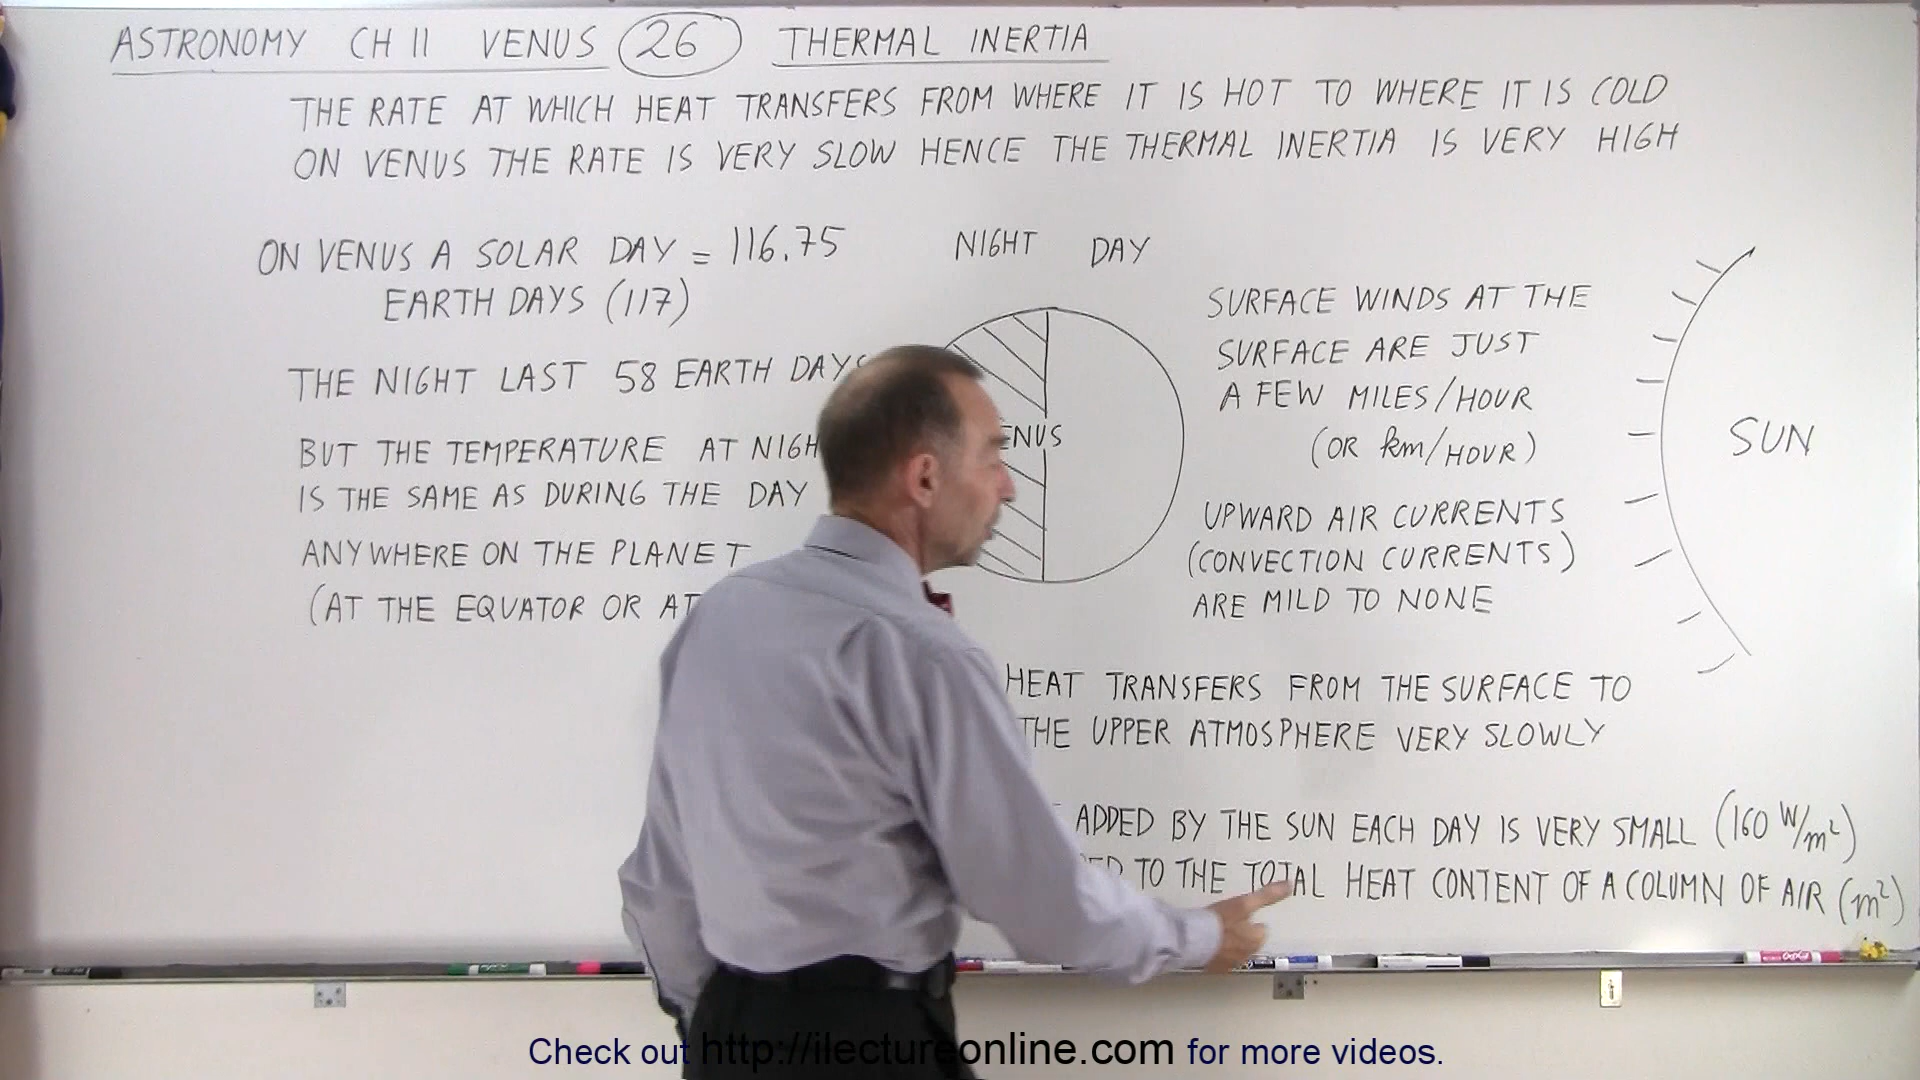 ASTRONOMY CH 11 VENUS 26 THERMAL INERTIA
THE RATE AT WHICH HEAT TRANSFERS FROM WHERE IT IS HOT TO WHERE IT IS COLD
ON VENUS THE RATE IS VERY SLOW HENCE THE THERMAL INERTIA IS VERY HIGH
ON VENUS A SOLAR DAY = 116.75
EARTH DAYS (117)
THE NIGHT LAST 58 EARTH DAYS
BUT THE TEMPERATURE AT NIGH
IS THE SAME AS DURING THE DAY
ANYWHERE ON THE PLANET
(AT THE EQUATOR OR AT
NIGHT DAY
ENUS
SURFACE WINDS AT THE
SURFACE ARE JUST
A FEW MILES/HOUR
(OR km/HOUR)
UPWARD AIR CURRENTS
(CONVECTION CURRENTS)
ARE MILD TO NONE
SUN
HEAT TRANSFERS FROM THE SURFACE TO
THE UPPER ATMOSPHERE VERY SLOWLY
ADDED BY THE SUN EACH DAY IS VERY SMALL (160 W/m²)
TO THE TOTAL HEAT CONTENT OF A COLUMN OF AIR (m²)
Check out http://ilectureonline.com for more videos.